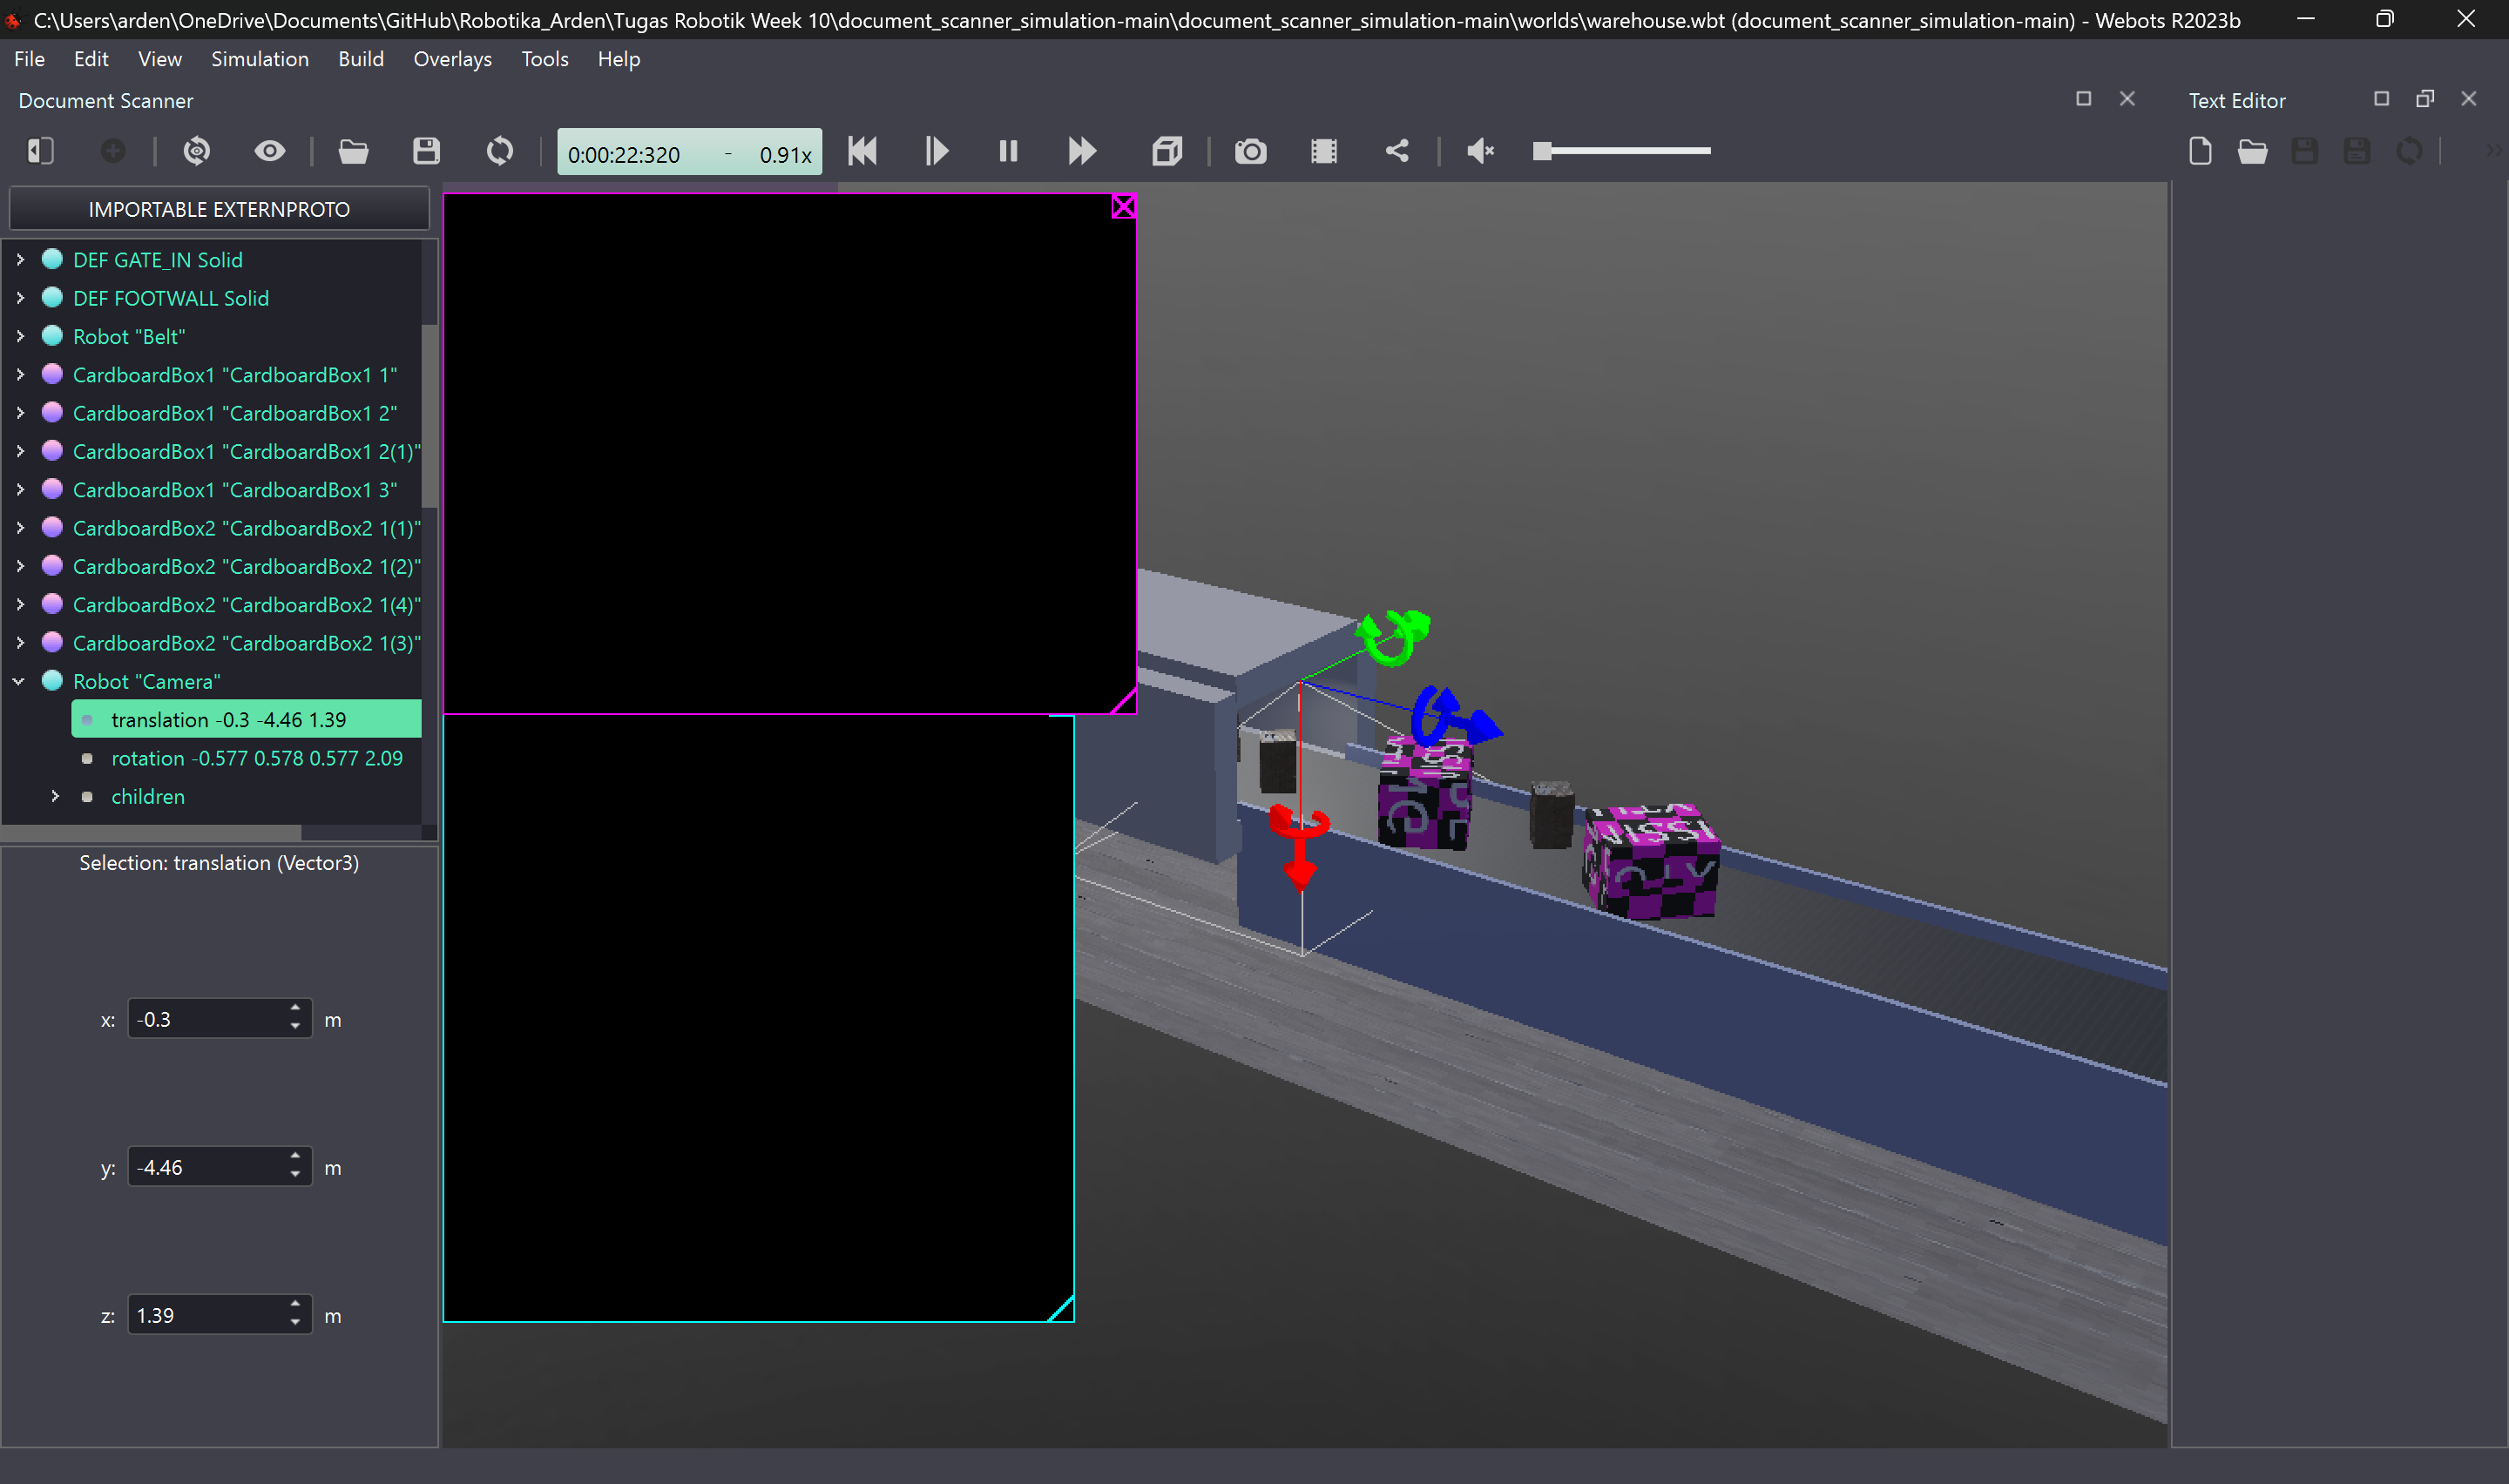 C:\Users\arden\OneDrive\Documents\GitHub\Robotika_Arden\Tugas Robotik Week 10\document_scanner_simulation-main\document_scanner_simulation-main\worlds\warehouse.wbt (document_scanner_simulation-main) - Webots R2023b
File Edit View Simulation Build Overlays Tools Help
Document Scanner
Text Editor
0:00:22:320 - 0.91x
IMPORTABLE EXTERNPROTO
DEF GATE_IN Solid
DEF FOOTWALL Solid
Robot "Belt"
CardboardBox1 "CardboardBox1 1"
CardboardBox1 "CardboardBox1 2"
CardboardBox1 "CardboardBox1 2(1)"
CardboardBox1 "CardboardBox1 3"
CardboardBox2 "CardboardBox2 1(1)"
CardboardBox2 "CardboardBox2 1(2)"
CardboardBox2 "CardboardBox2 1(4)"
CardboardBox2 "CardboardBox2 1(3)"
Robot "Camera"
translation -0.3 -4.46 1.39
rotation -0.577 0.578 0.577 2.09
children
Selection: translation (Vector3)
x: -0.3 m
y: -4.46 m
z: 1.39 m